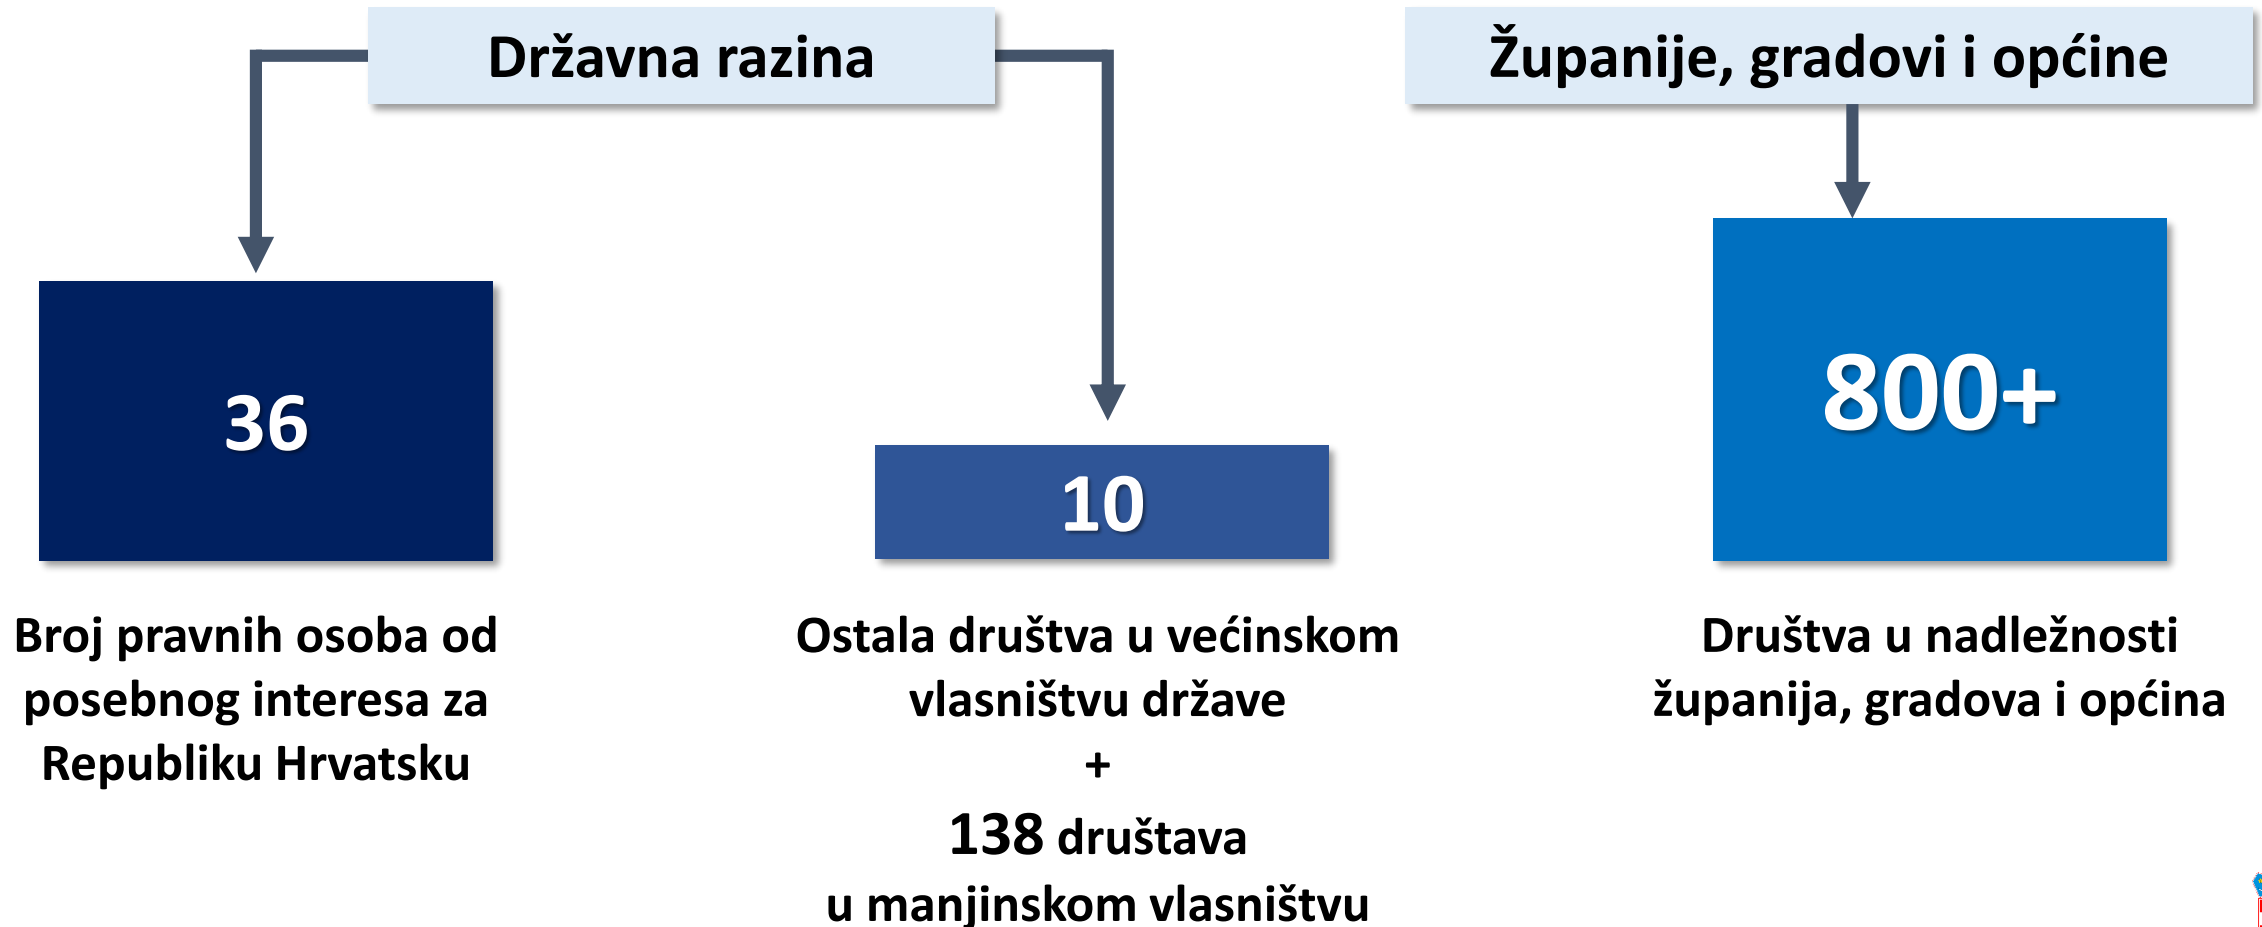 Državna razina
Županije, gradovi i općine
36
10
800+
Broj pravnih osoba od
posebnog interesa za
Republiku Hrvatsku
Ostala društva u većinskom
vlasništvu države
+
138 društava
u manjinskom vlasništvu
Društva u nadležnosti
županija, gradova i općina